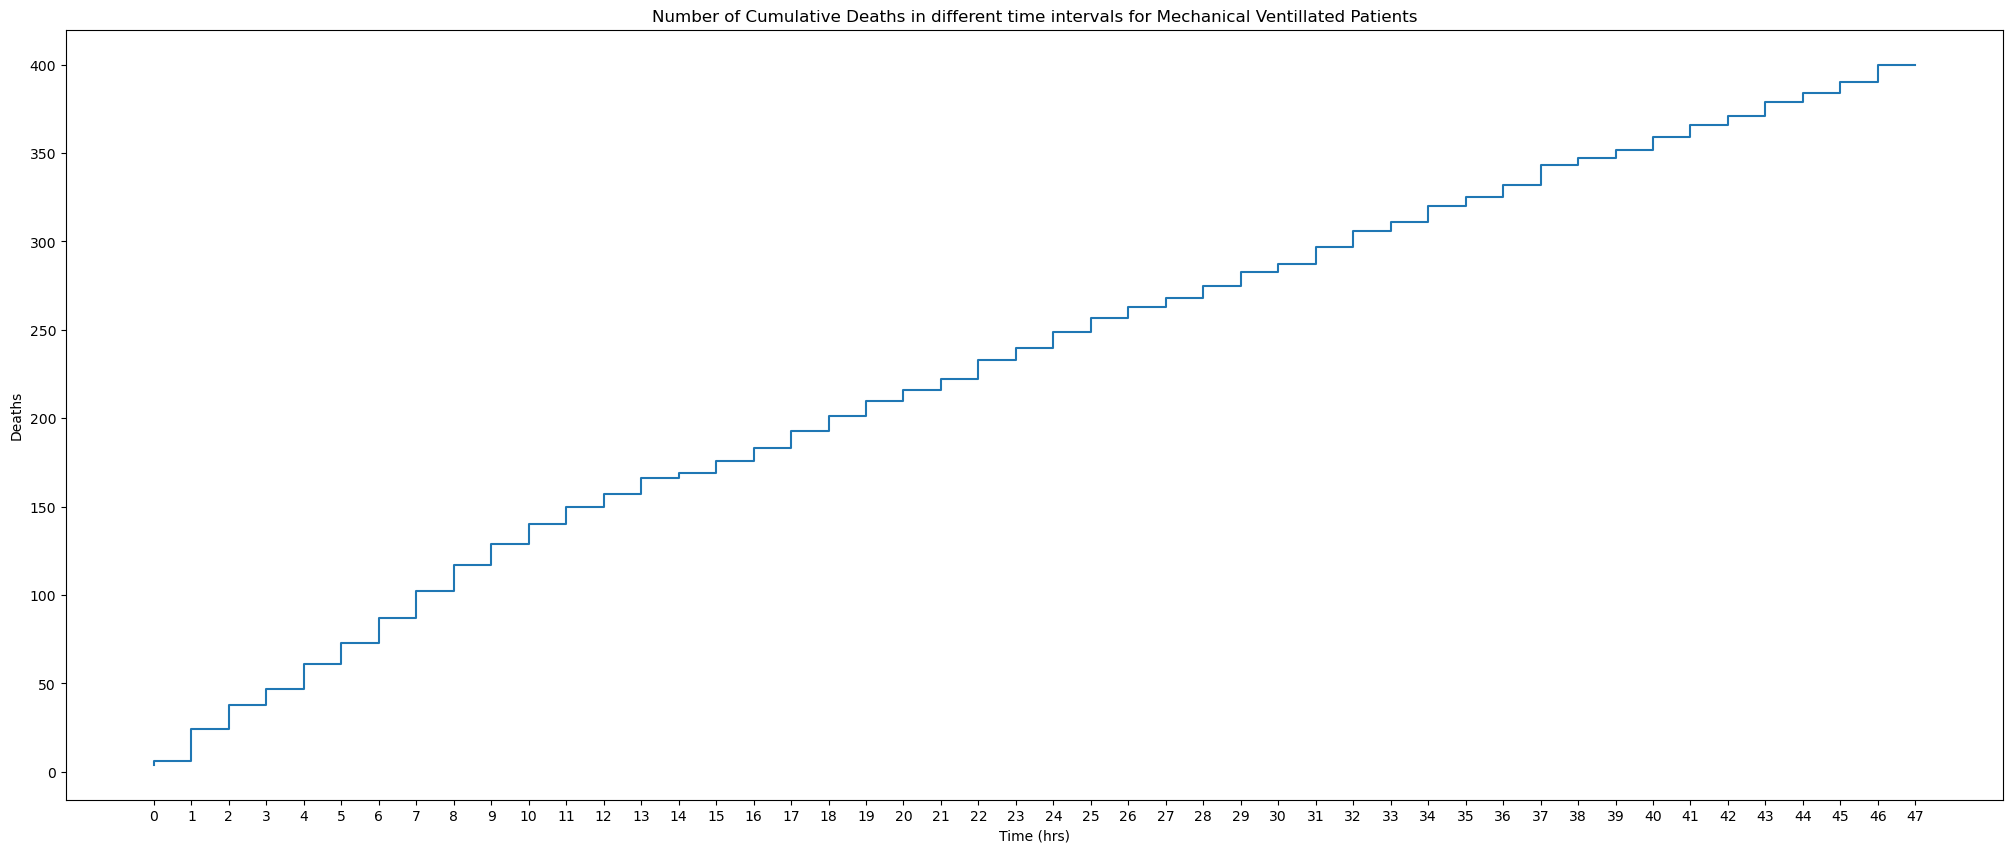 Number of Cumulative Deaths in different time intervals for Mechanical Ventillated Patients
400
350
300
250
200
150
100
50
0
Deaths
0 1 2 3 4 5 6 7 8 9 10 11 12 13 14 15 16 17 18 19 20 21 22 23 24 25 26 27 28 29 30 31 32 33 34 35 36 37 38 39 40 41 42 43 44 45 46 47
Time (hrs)